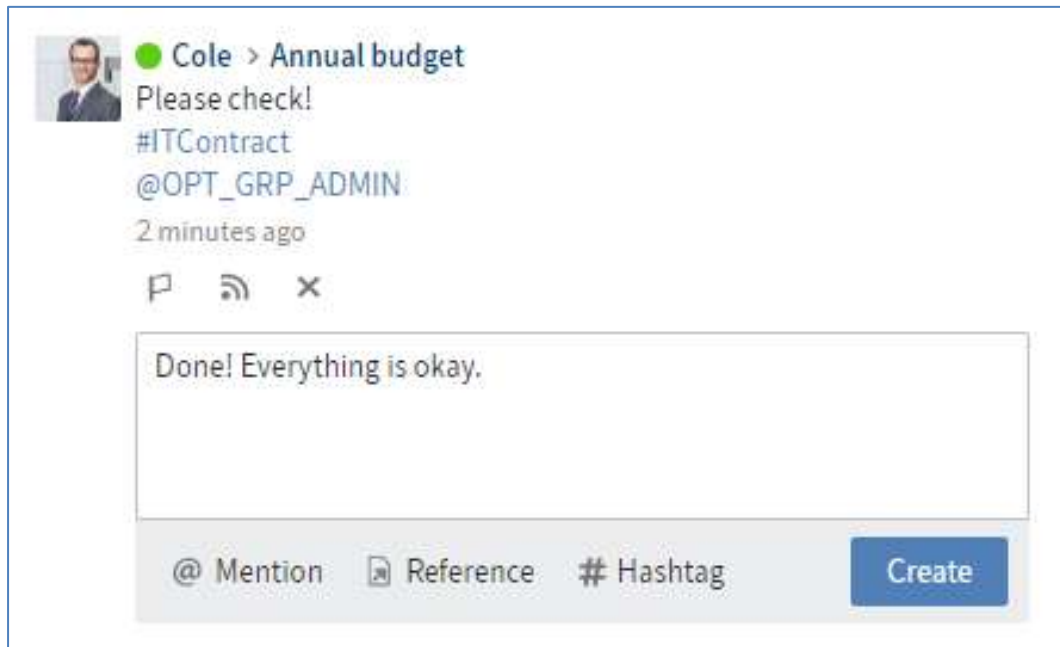 Cole > Annual budget
Please check!
#ITContract
@OPT_GRP_ADMIN
2 minutes ago
Done! Everything is okay.
@ Mention Reference # Hashtag Create